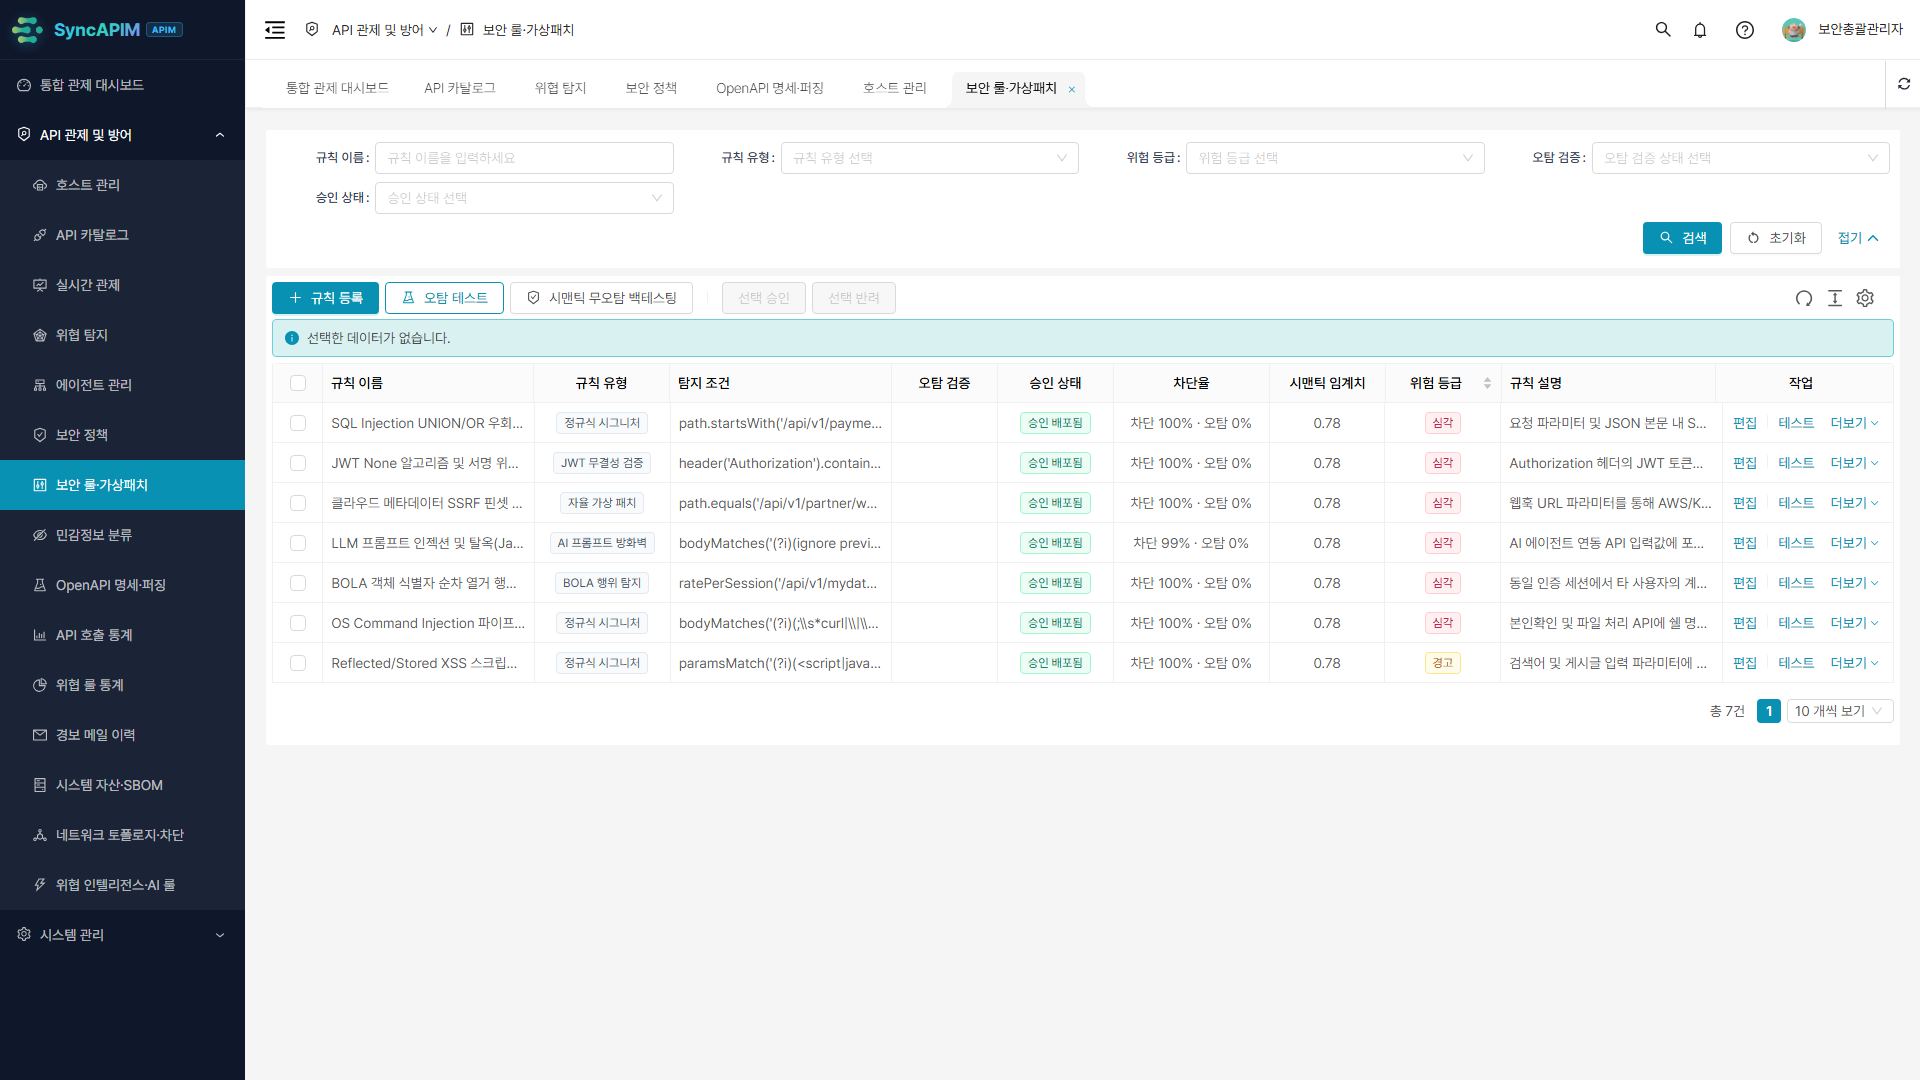 SyncAPIM APIM
통합 관제 대시보드
API 관제 및 방어
호스트 관리
API 카탈로그
실시간 관제
위협 탐지
에이전트 관리
보안 정책
보안 룰·가상패치
민감정보 분류
OpenAPI 명세·퍼징
API 호출 통계
위협 룰 통계
경보 메일 이력
시스템 자산·SBOM
네트워크 토폴로지·차단
위협 인텔리전스·AI 룰
시스템 관리
API 관제 및 방어 / 보안 룰·가상패치
보안총괄관리자
통합 관제 대시보드 API 카탈로그 위협 탐지 보안 정책 OpenAPI 명세·퍼징 호스트 관리 보안 룰·가상패치 ×
규칙 이름: 규칙 이름을 입력하세요 규칙 유형: 규칙 유형 선택 위험 등급: 위험 등급 선택 오탐 검증: 오탐 검증 상태 선택
승인 상태: 승인 상태 선택
검색 초기화 접기
규칙 등록 오탐 테스트 시맨틱 무오탐 백테스팅 선택 승인 선택 반려
선택한 데이터가 없습니다.
규칙 이름 규칙 유형 탐지 조건 오탐 검증 승인 상태 차단율 시맨틱 임계치 위험 등급 규칙 설명 작업
SQL Injection UNION/OR 우회... 정규식 시그니처 path.startsWith('/api/v1/payme... 승인 배포됨 차단 100% · 오탐 0% 0.78 심각 요청 파라미터 및 JSON 본문 내 S... 편집 테스트 더보기
JWT None 알고리즘 및 서명 위... JWT 무결성 검증 header('Authorization').contain... 승인 배포됨 차단 100% · 오탐 0% 0.78 심각 Authorization 헤더의 JWT 토큰... 편집 테스트 더보기
클라우드 메타데이터 SSRF 핀셋 ... 자율 가상 패치 path.equals('/api/v1/partner/w... 승인 배포됨 차단 100% · 오탐 0% 0.78 심각 웹훅 URL 파라미터를 통해 AWS/K... 편집 테스트 더보기
LLM 프롬프트 인젝션 및 탈옥(Ja... AI 프롬프트 방화벽 bodyMatches('(?i)(ignore previ... 승인 배포됨 차단 99% · 오탐 0% 0.78 심각 AI 에이전트 연동 API 입력값에 포... 편집 테스트 더보기
BOLA 객체 식별자 순차 열거 행... BOLA 행위 탐지 ratePerSession('/api/v1/mydat... 승인 배포됨 차단 100% · 오탐 0% 0.78 심각 동일 인증 세션에서 타 사용자의 계... 편집 테스트 더보기
OS Command Injection 파이프... 정규식 시그니처 bodyMatches('(?i)(;\\s*curl|\\|\\... 승인 배포됨 차단 100% · 오탐 0% 0.78 심각 본인확인 및 파일 처리 API에 쉘 명... 편집 테스트 더보기
Reflected/Stored XSS 스크립... 정규식 시그니처 paramsMatch('(?i)(<script|java... 승인 배포됨 차단 100% · 오탐 0% 0.78 경고 검색어 및 게시글 입력 파라미터에 ... 편집 테스트 더보기
총 7건 1 10 개씩 보기